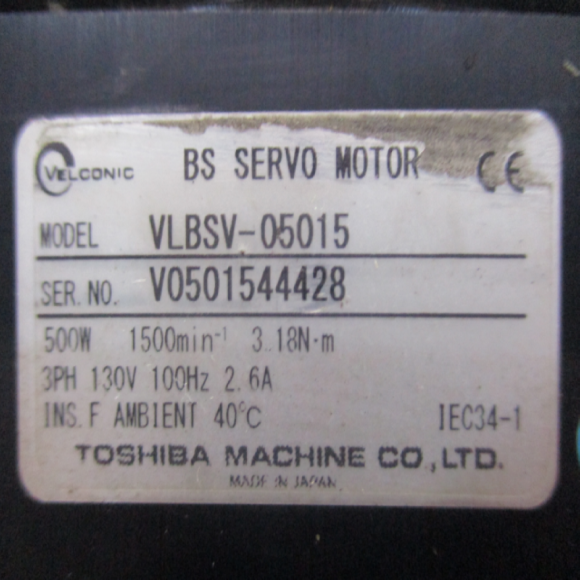 VELCONIC BS SERVO MOTOR CE
MODEL VLBSV-05015
SER. NO. V0501544428
500W 1500min⁻¹ 3.18N·m
3PH 130V 100Hz 2.6A
INS. F AMBIENT 40°C IEC34-1
TOSHIBA MACHINE CO., LTD.
MADE IN JAPAN